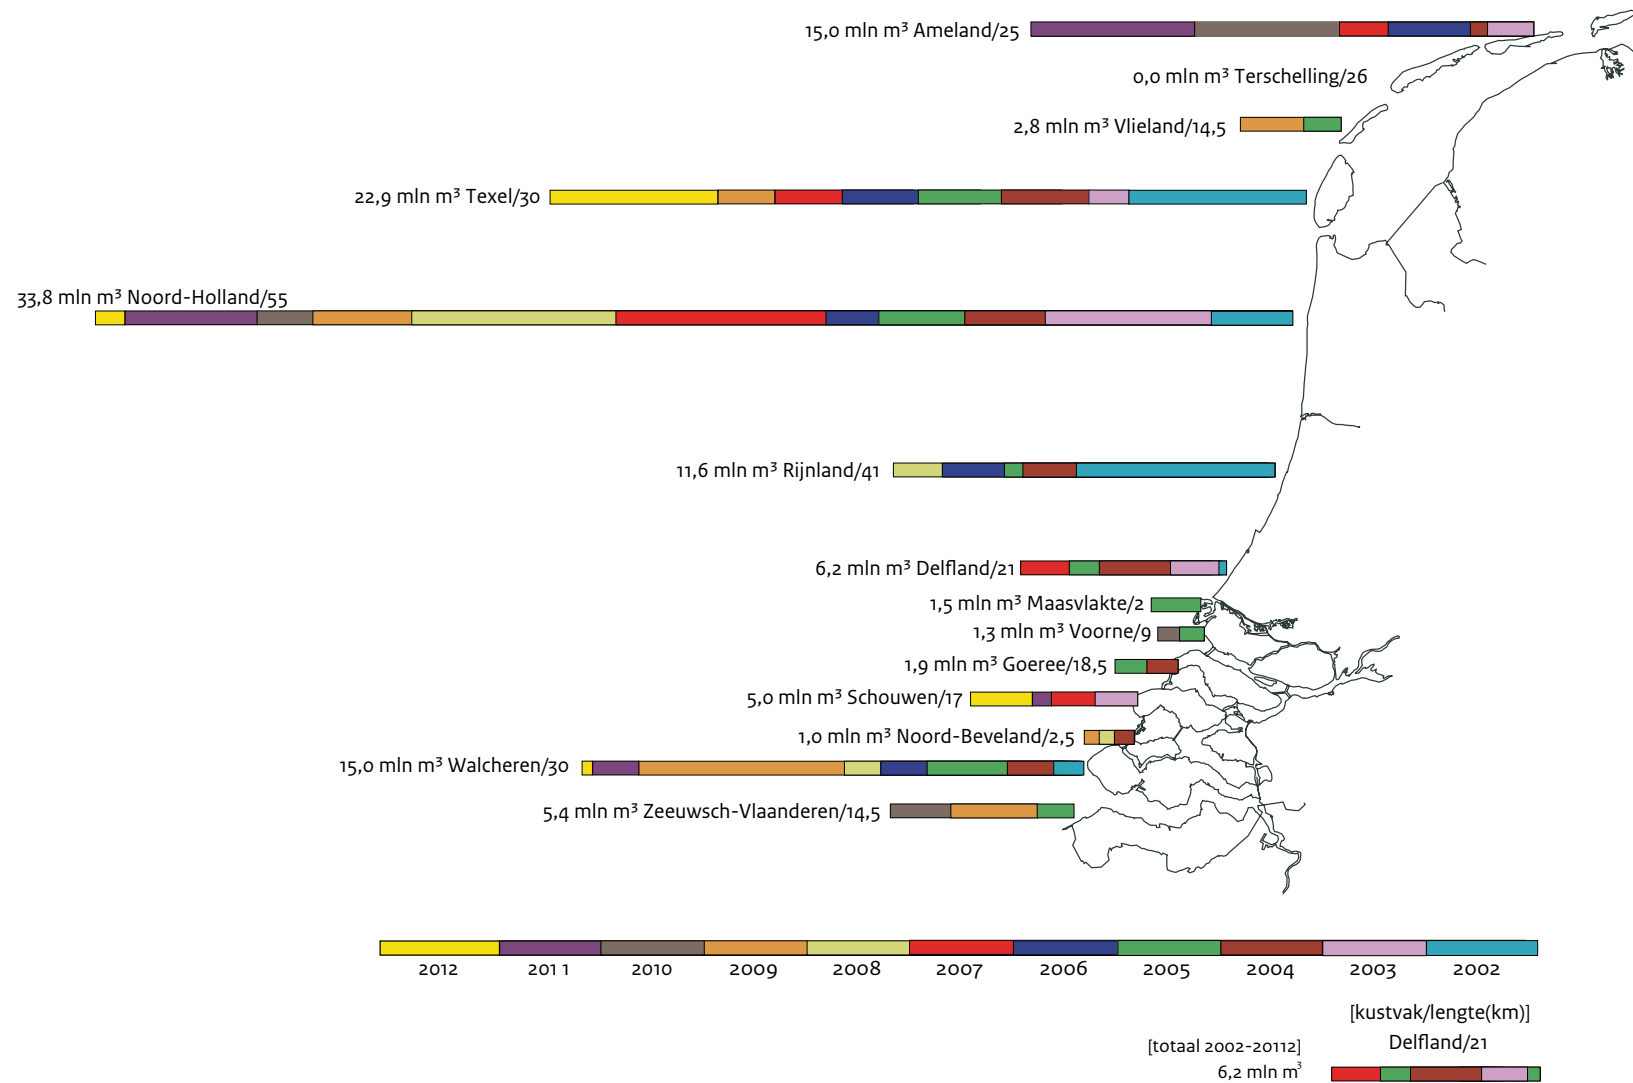 15,0 mln m³ Ameland/25
0,0 mln m³ Terschelling/26
2,8 mln m³ Vlieland/14,5
22,9 mln m³ Texel/30
33,8 mln m³ Noord-Holland/55
11,6 mln m³ Rijnland/41
6,2 mln m³ Delfland/21
1,5 mln m³ Maasvlakte/2
1,3 mln m³ Voorne/9
1,9 mln m³ Goeree/18,5
5,0 mln m³ Schouwen/17
1,0 mln m³ Noord-Beveland/2,5
15,0 mln m³ Walcheren/30
5,4 mln m³ Zeeuwsch-Vlaanderen/14,5
2012 2011 2010 2009 2008 2007 2006 2005 2004 2003 2002
[kustvak/lengte(km)]
Delfland/21
[totaal 2002-20112]
6,2 mln m³